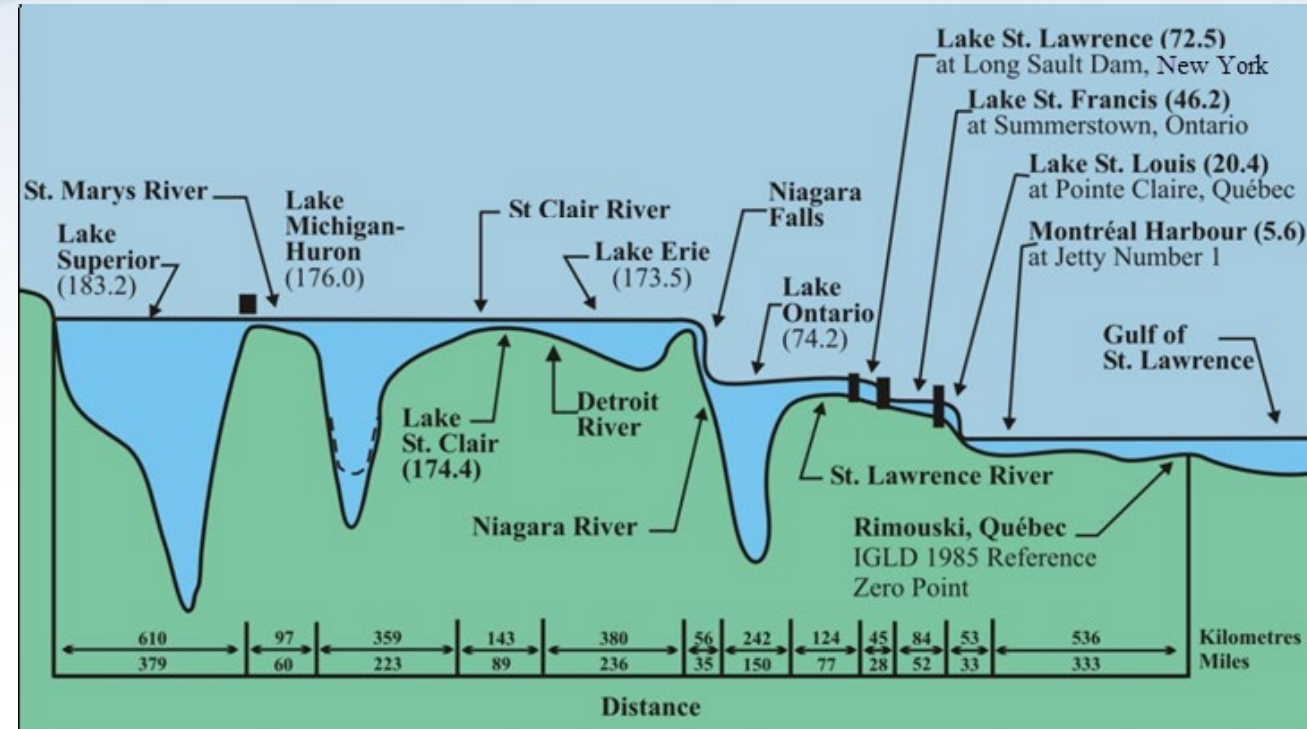 Lake St. Lawrence (72.5)
at Long Sault Dam, New York
Lake St. Francis (46.2)
at Summerstown, Ontario
Lake St. Louis (20.4)
at Pointe Claire, Québec
Montréal Harbour (5.6)
at Jetty Number 1
Gulf of
St. Lawrence
St. Marys River
Lake
Superior
(183.2)
Lake
Michigan-
Huron
(176.0)
St Clair River
Lake Erie
(173.5)
Niagara
Falls
Lake
Ontario
(74.2)
Lake
St. Clair
(174.4)
Detroit
River
Niagara River
St. Lawrence River
Rimouski, Québec
IGLD 1985 Reference
Zero Point
610 97 359 143 380 56 242 124 45 84 53 536 Kilometres
379 60 223 89 236 35 150 77 28 52 33 333 Miles
Distance